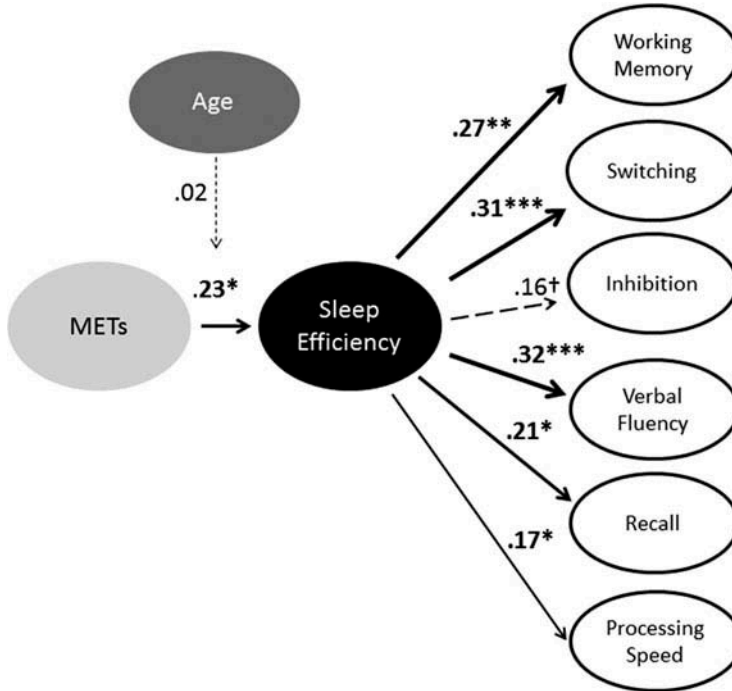 Working
Memory
Age
.27**
.02
.31***
Switching
.23*
.16†
Inhibition
METs
Sleep
Efficiency
.32***
Verbal
Fluency
.21*
Recall
.17*
Processing
Speed